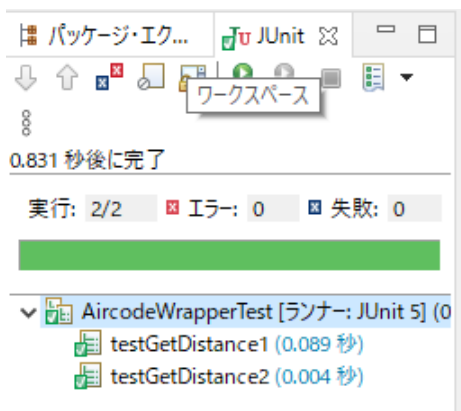 パッケージ・エク... JUnit
ワークスペース
0.831 秒後に完了
実行: 2/2 エラー: 0 失敗: 0
AircodeWrapperTest [ランナー: JUnit 5] (0
testGetDistance1 (0.089 秒)
testGetDistance2 (0.004 秒)